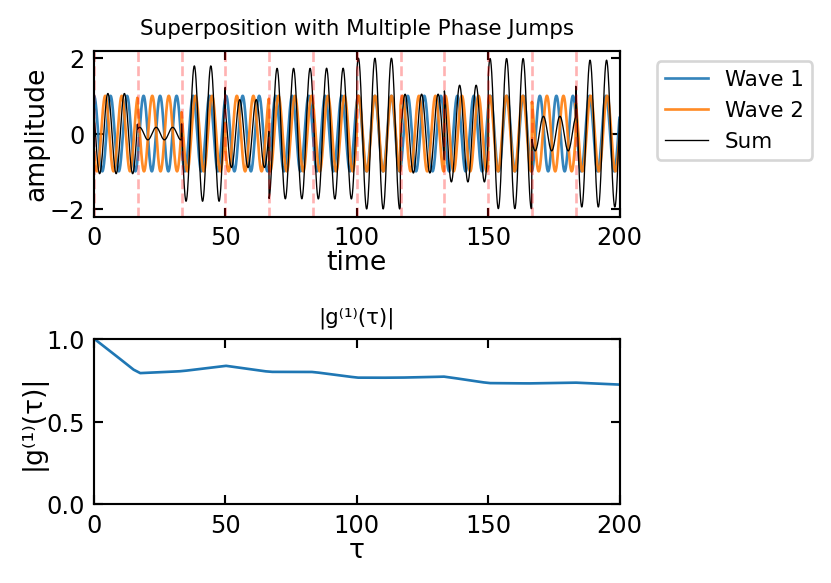 Superposition with Multiple Phase Jumps
amplitude
2
0
−2
0 50 100 150 200
time
Wave 1
Wave 2
Sum
|g⁽¹⁾(τ)|
|g⁽¹⁾(τ)|
1.0
0.5
0.0
0 50 100 150 200
τ